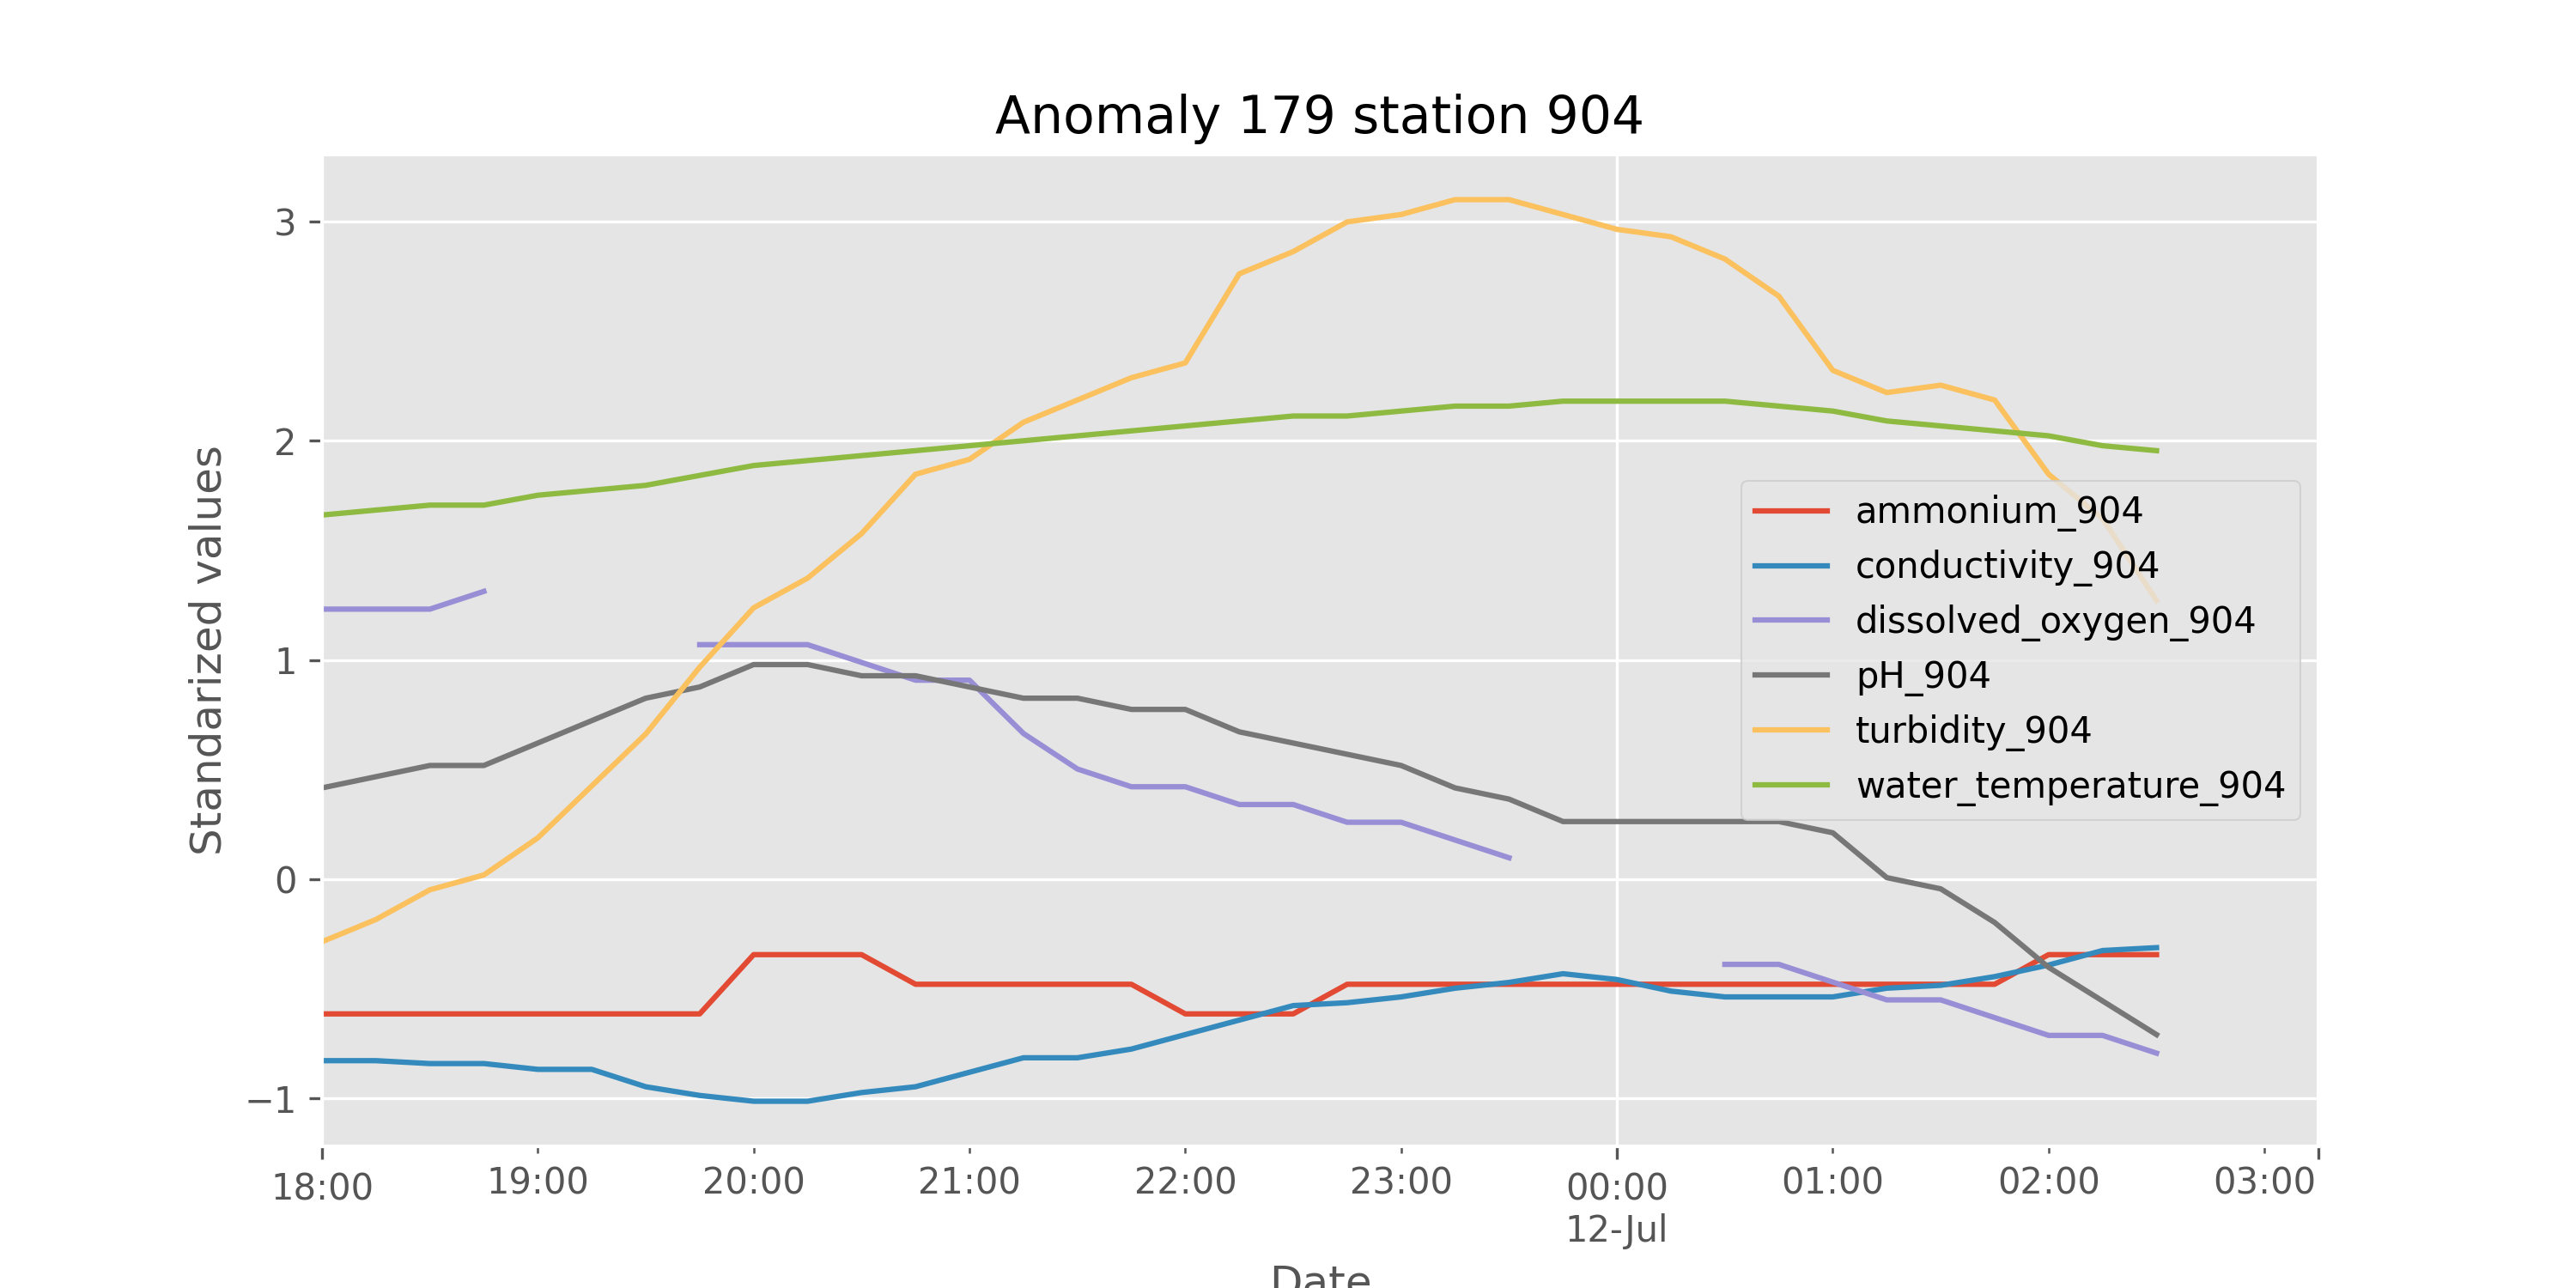 Anomaly 179 station 904
Standarized values
3
2
1
0
−1
ammonium_904
conductivity_904
dissolved_oxygen_904
pH_904
turbidity_904
water_temperature_904
18:00 19:00 20:00 21:00 22:00 23:00 00:00 01:00 02:00 03:00
12-Jul
Date